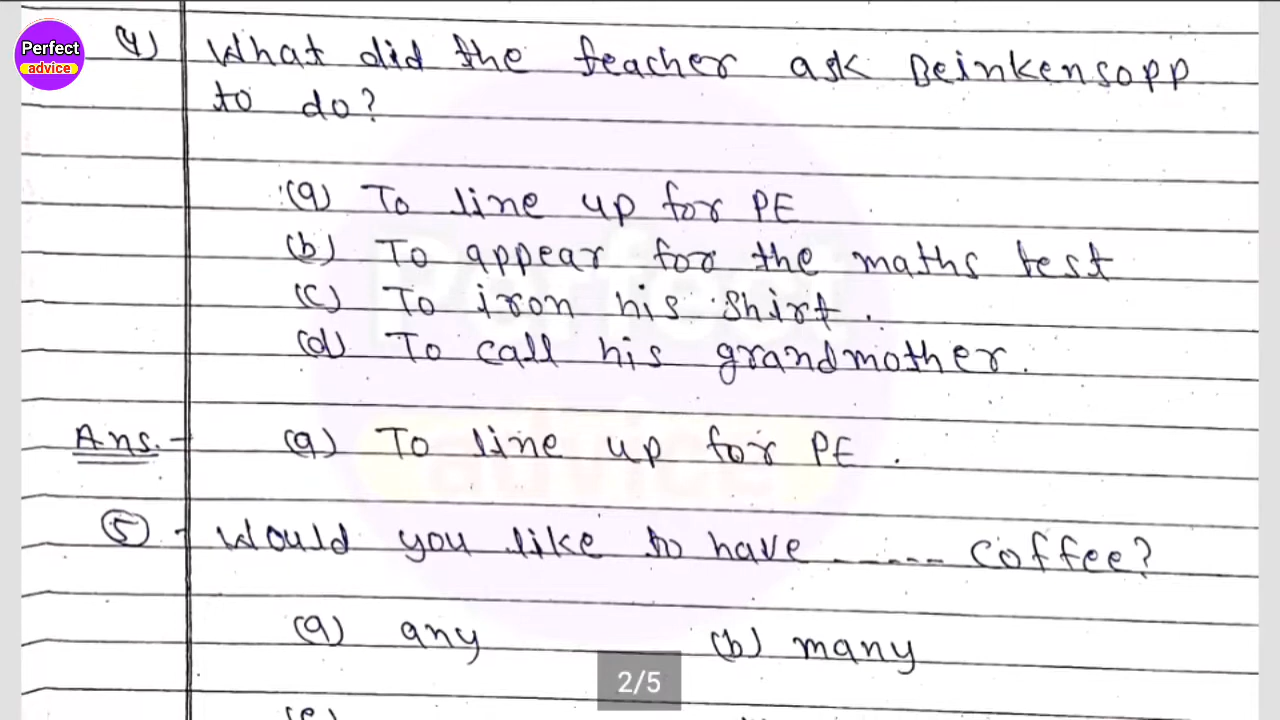 Perfect
advice
(4) What did the teacher ask Beinkensopp
to do?
(a) To line up for PE
(b) To appear for the maths test
(c) To iron his shirt.
(d) To call his grandmother.
Ans. - (a) To line up for PE.
(5) - Would you like to have ----- coffee?
(a) any (b) many
2/5